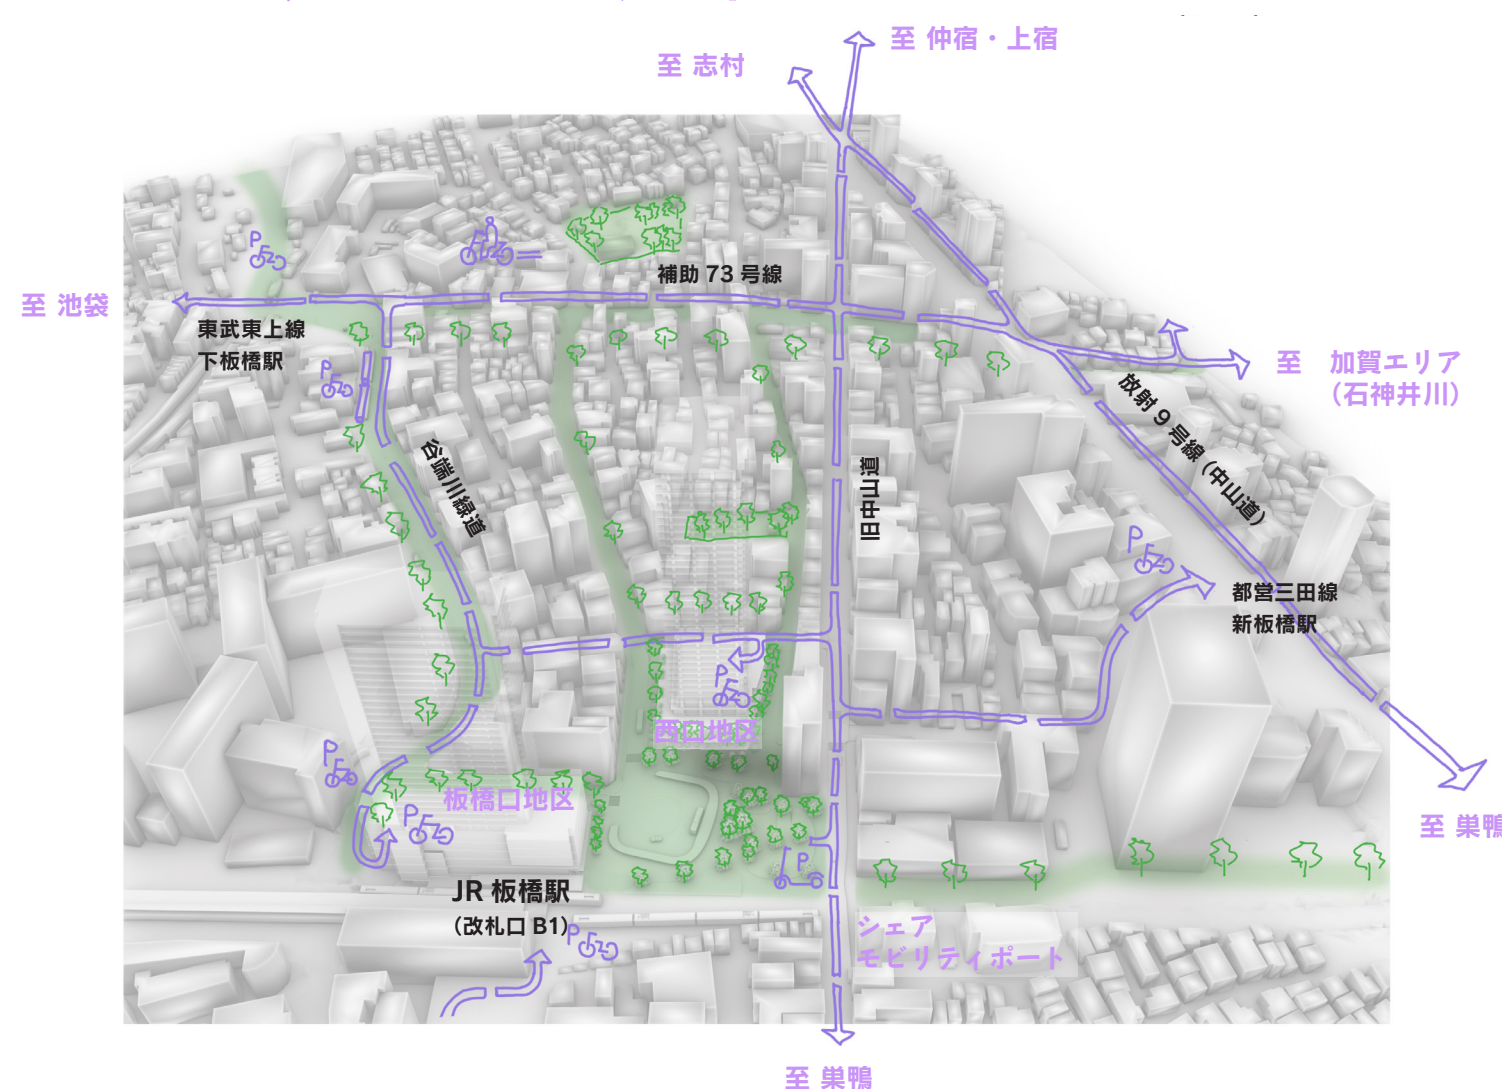 至 仲宿・上宿
至 志村
補助 73 号線
至 池袋
東武東上線
下板橋駅
P
P
至 加賀エリア
(石神井川)
放射 9 号線 (中山道)
谷端川緑道
旧中山道
P
都営三田線
新板橋駅
P
西口地区
P
板橋口地区
P
至 巣鴨
P
JR 板橋駅
(改札口 B1)
P
シェア
モビリティポート
至 巣鴨